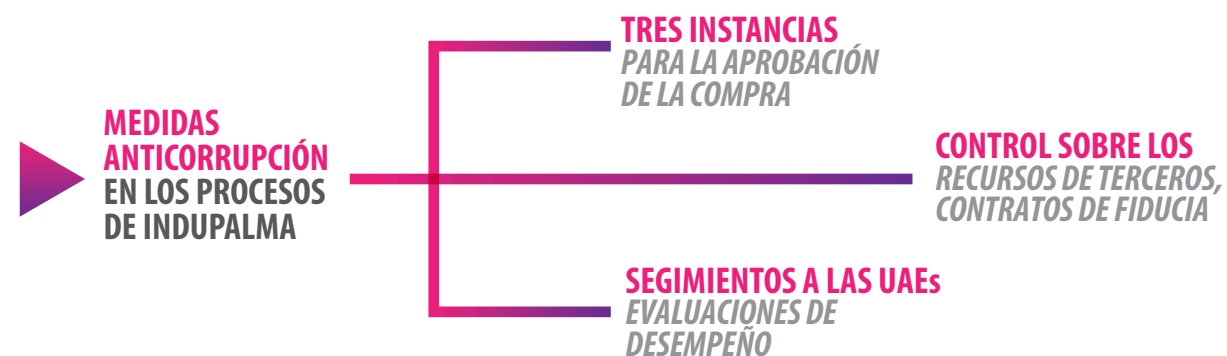 MEDIDAS
ANTICORRUPCIÓN
EN LOS PROCESOS
DE INDUPALMA
TRES INSTANCIAS
PARA LA APROBACIÓN
DE LA COMPRA
CONTROL SOBRE LOS
RECURSOS DE TERCEROS,
CONTRATOS DE FIDUCIA
SEGIMIENTOS A LAS UAEs
EVALUACIONES DE
DESEMPEÑO